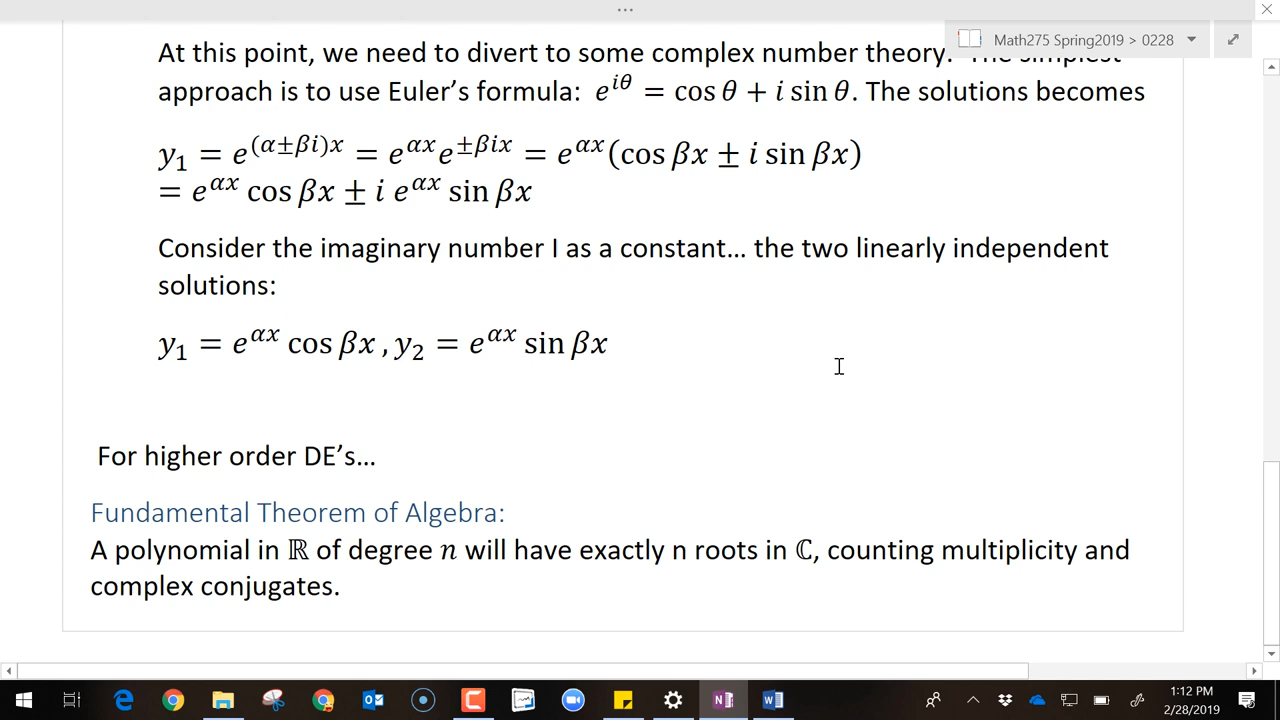 Math275 Spring2019 > 0228
At this point, we need to divert to some complex number theory. The simplest
approach is to use Euler's formula: e^{iθ} = cos θ + i sin θ. The solutions becomes
y₁ = e^{(α±βi)x} = e^{αx}e^{±βix} = e^{αx}(cos βx ± i sin βx)
= e^{αx} cos βx ± i e^{αx} sin βx
Consider the imaginary number I as a constant… the two linearly independent
solutions:
y₁ = e^{αx} cos βx , y₂ = e^{αx} sin βx
For higher order DE's…
Fundamental Theorem of Algebra:
A polynomial in ℝ of degree n will have exactly n roots in ℂ, counting multiplicity and
complex conjugates.
1:12 PM
2/28/2019